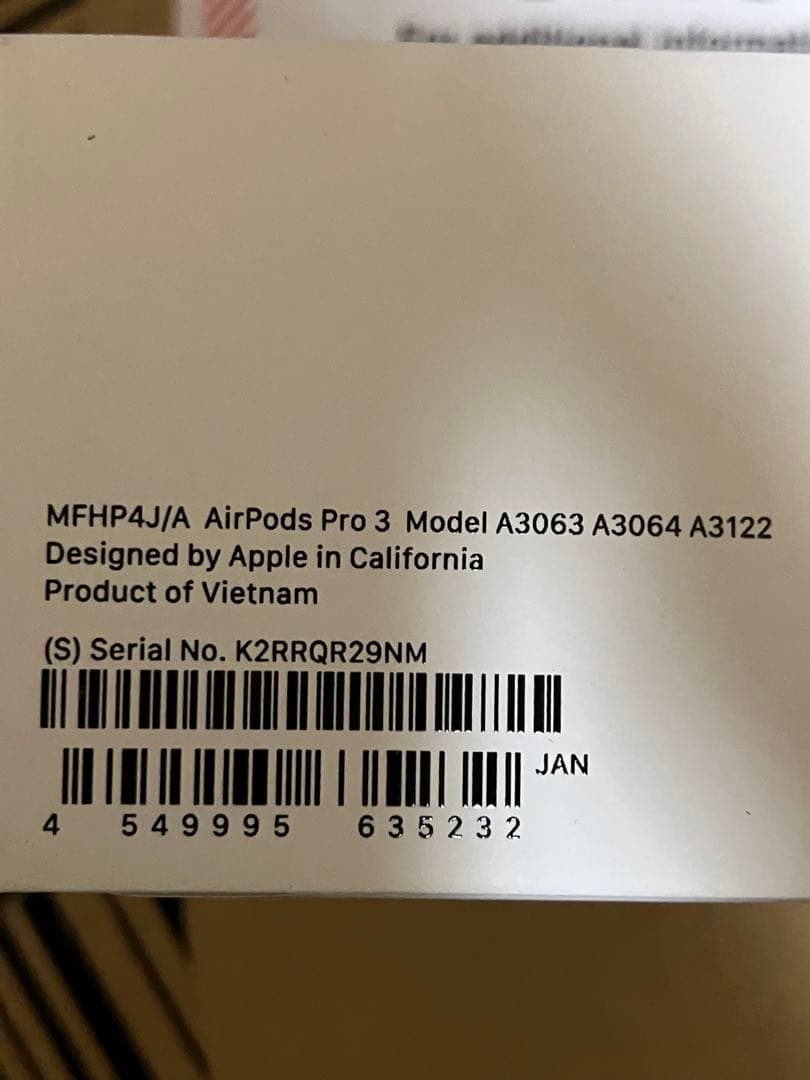 MFHP4J/A AirPods Pro 3 Model A3063 A3064 A3122
Designed by Apple in California
Product of Vietnam
(S) Serial No. K2RRQR29NM
JAN
4 549995 635232